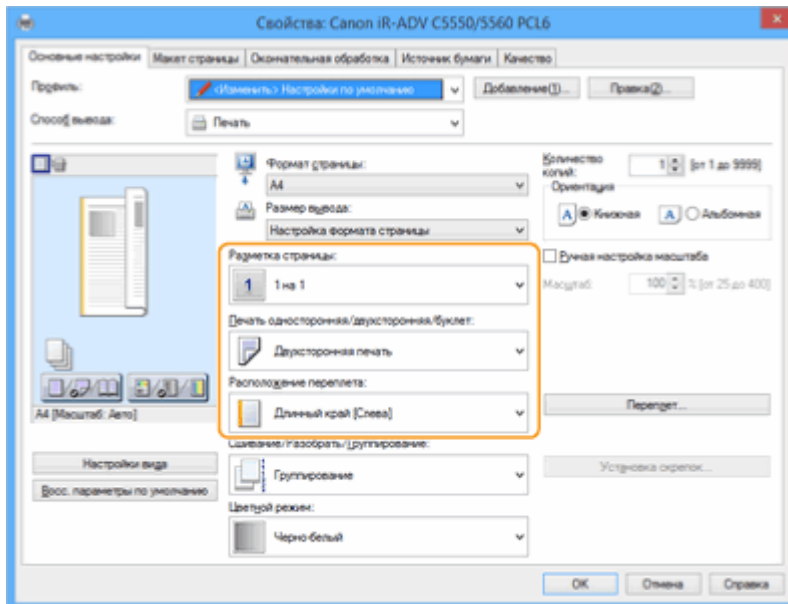 Свойства: Canon iR-ADV C5550/5560 PCL6
Основные настройки Макет страницы Окончательная обработка Источник бумаги Качество
Профиль: <Изменить> Настройки по умолчанию Добавление(1)... Правка(2)...
Способ вывода: Печать
Формат страницы:
A4
Размер вывода:
Настройка формата страницы
Количество копий: 1 [от 1 до 9999]
Ориентация
A Книжная A Альбомная
Разметка страницы:
1 1 на 1
Ручная настройка масштаба
Масштаб: 100 % [от 25 до 400]
Печать односторонняя/двухсторонняя/буклет:
Двухсторонняя печать
Расположение переплета:
Длинный край [Слева]
Переплет...
A4 [Масштаб: Авто]
Сшивание/Разобрать/Группирование:
Группирование
Установка скрепок...
Настройки вида
Восс. параметры по умолчанию
Цветной режим:
Черно белый
OK Отмена Справка